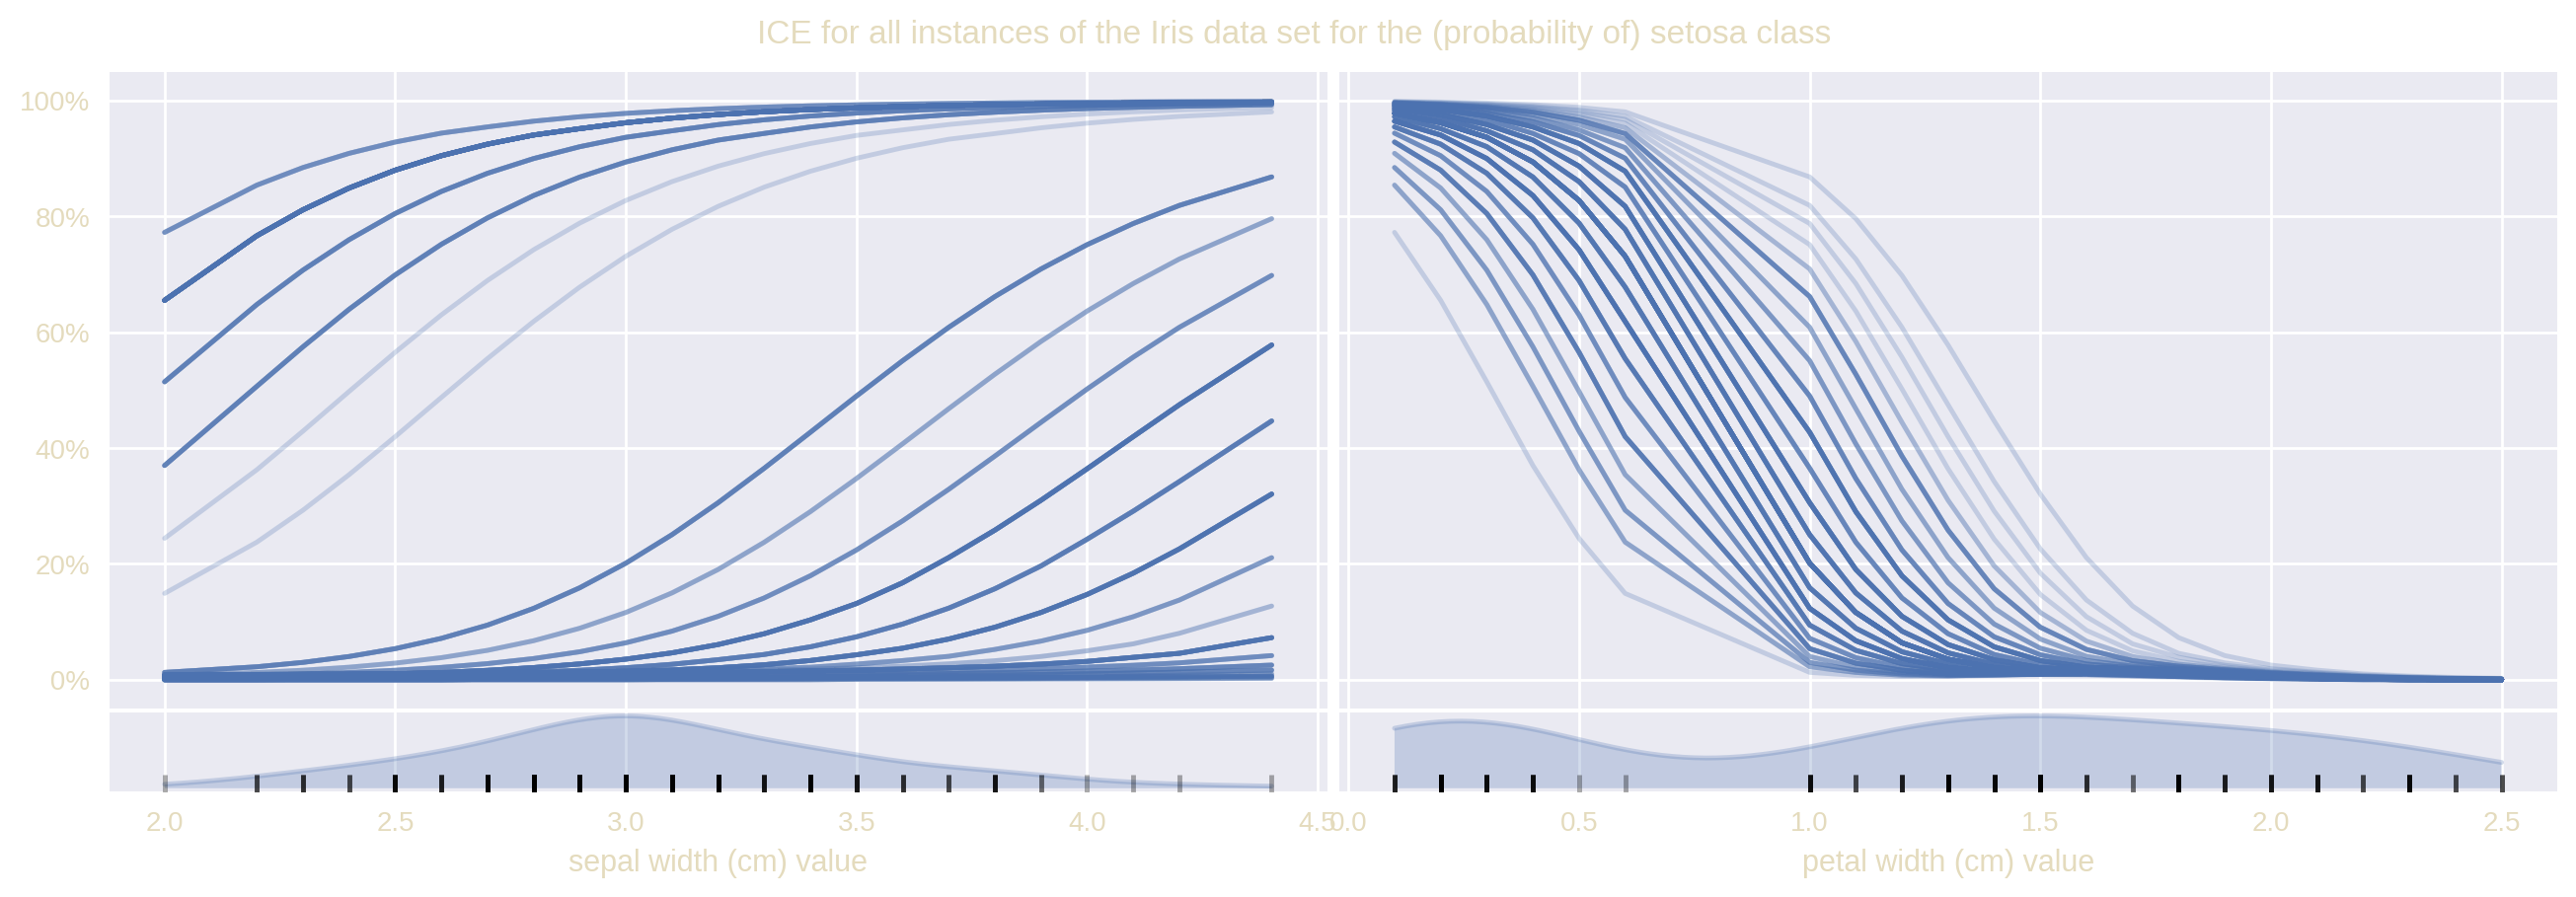 ICE for all instances of the Iris data set for the (probability of) setosa class
100%
80%
60%
40%
20%
0%
2.0 2.5 3.0 3.5 4.0 4.5 0.0 0.5 1.0 1.5 2.0 2.5
sepal width (cm) value petal width (cm) value